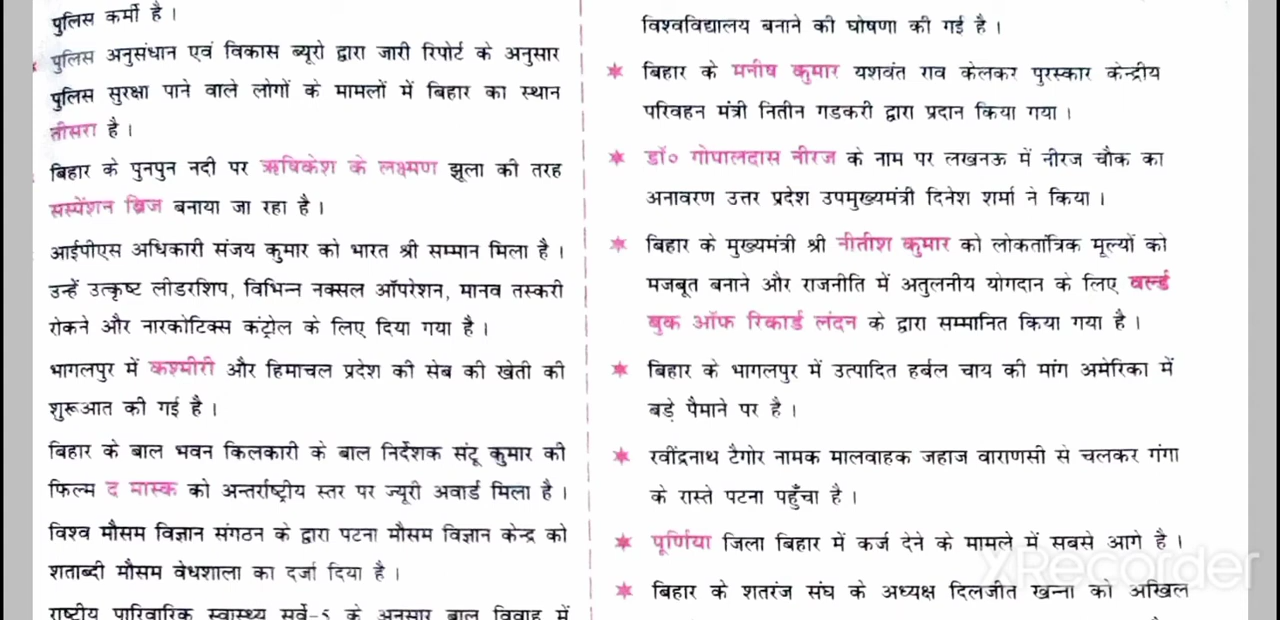 पुलिस कर्मी है ।
पुलिस अनुसंधान एवं विकास ब्यूरो द्वारा जारी रिपोर्ट के अनुसार
पुलिस सुरक्षा पाने वाले लोगों के मामलों में बिहार का स्थान
तीसरा है ।
बिहार के पुनपुन नदी पर ऋषिकेश के लक्ष्मण झूला की तरह
सस्पेंशन ब्रिज बनाया जा रहा है ।
आईपीएस अधिकारी संजय कुमार को भारत श्री सम्मान मिला है ।
उन्हें उत्कृष्ट लीडरशिप, विभिन्न नक्सल ऑपरेशन, मानव तस्करी
रोकने और नारकोटिक्स कंट्रोल के लिए दिया गया है ।
भागलपुर में कश्मीरी और हिमाचल प्रदेश की सेब की खेती की
शुरूआत की गई है ।
बिहार के बाल भवन किलकारी के बाल निर्देशक संटू कुमार की
फिल्म द मास्क को अन्तर्राष्ट्रीय स्तर पर ज्यूरी अवार्ड मिला है ।
विश्व मौसम विज्ञान संगठन के द्वारा पटना मौसम विज्ञान केन्द्र को
शताब्दी मौसम वेधशाला का दर्जा दिया है ।
राष्ट्रीय पारिवारिक स्वास्थ्य सर्वे-5 के अनुसार बाल विवाह में
विश्वविद्यालय बनाने की घोषणा की गई है ।
बिहार के मनीष कुमार यशवंत राव केलकर पुरस्कार केन्द्रीय
परिवहन मंत्री नितीन गडकरी द्वारा प्रदान किया गया ।
डॉ० गोपालदास नीरज के नाम पर लखनऊ में नीरज चौक का
अनावरण उत्तर प्रदेश उपमुख्यमंत्री दिनेश शर्मा ने किया ।
बिहार के मुख्यमंत्री श्री नीतीश कुमार को लोकतांत्रिक मूल्यों को
मजबूत बनाने और राजनीति में अतुलनीय योगदान के लिए वर्ल्ड
बुक ऑफ रिकार्ड लंदन के द्वारा सम्मानित किया गया है ।
बिहार के भागलपुर में उत्पादित हर्बल चाय की मांग अमेरिका में
बड़े पैमाने पर है ।
रवींद्रनाथ टैगोर नामक मालवाहक जहाज वाराणसी से चलकर गंगा
के रास्ते पटना पहुँचा है ।
पूर्णिया जिला बिहार में कर्ज देने के मामले में सबसे आगे है ।
बिहार के शतरंज संघ के अध्यक्ष दिलजीत खन्ना को अखिल
XRecorder